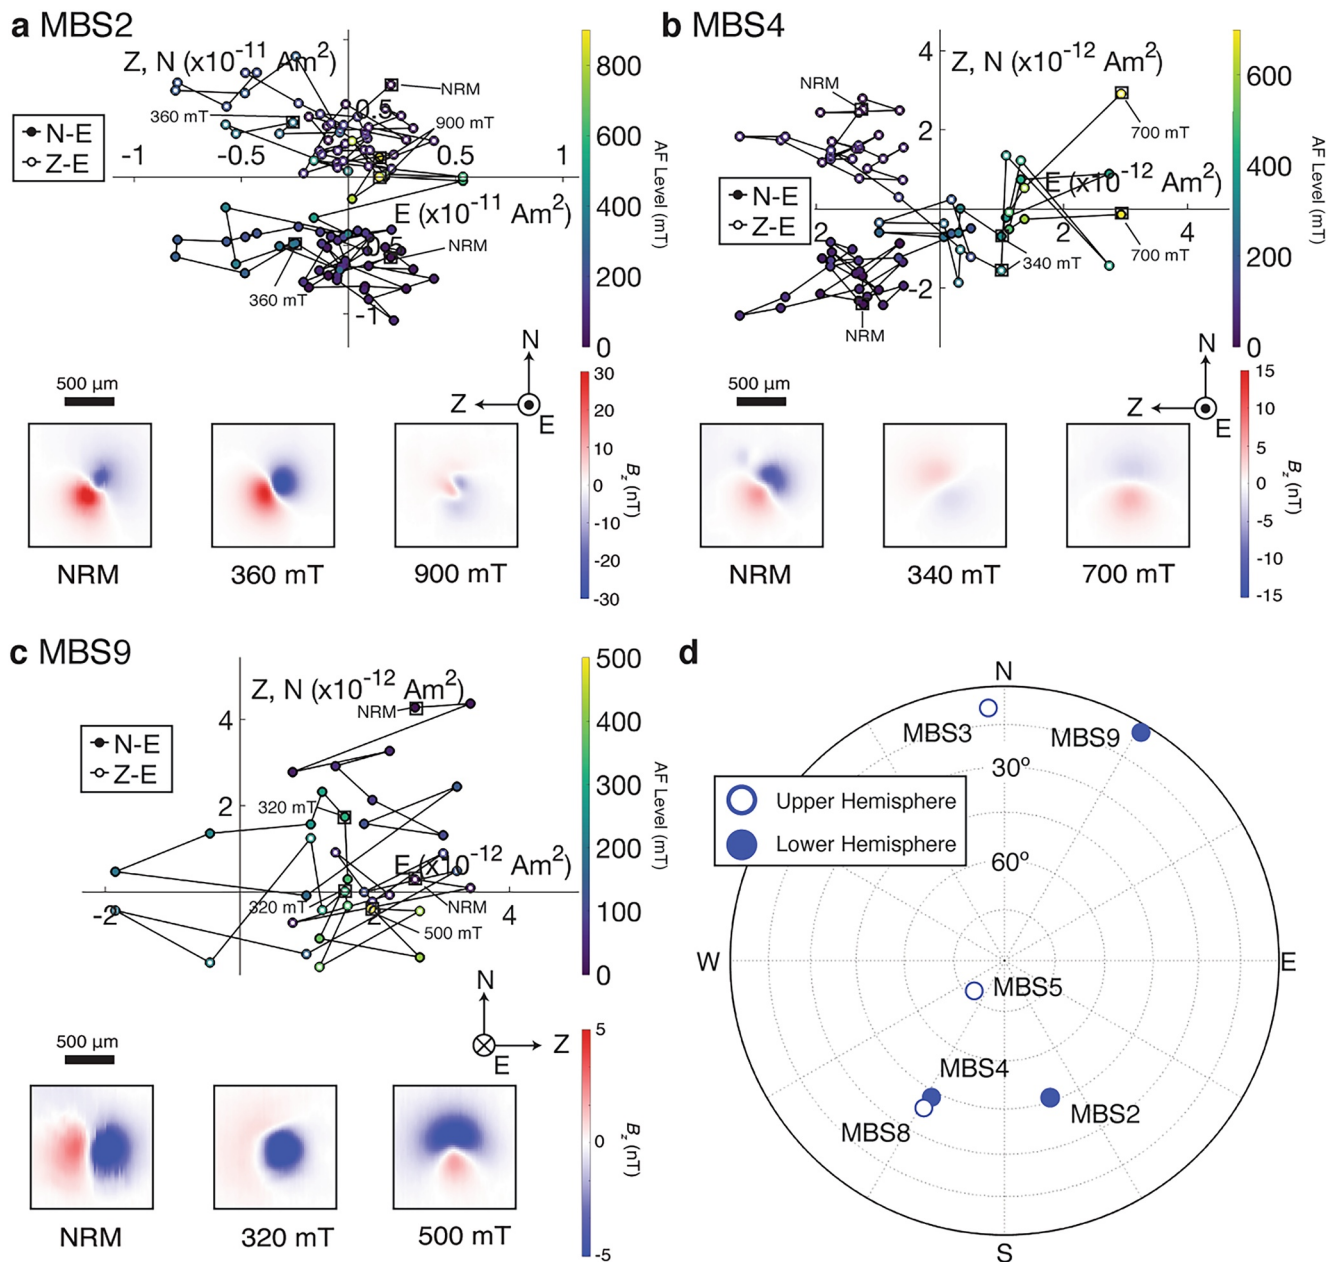 a MBS2
Z, N (x10-11 Am2)
NRM
360 mT
0.5
900 mT
N-E
Z-E
-1
-0.5
0.5
1
E (x10-11 Am2)
NRM
360 mT
-1
800
600
400
200
0
AF Level (mT)
N
Z
E
500 µm
30
20
10
0
-10
-20
-30
Bz (nT)
NRM
360 mT
900 mT
b MBS4
4
Z, N (x10-12 Am2)
NRM
2
700 mT
N-E
Z-E
E (x10-12 Am2)
2
2
4
340 mT
700 mT
-2
NRM
600
400
200
0
AF Level (mT)
N
Z
E
500 µm
15
10
5
0
-5
-10
-15
Bz (nT)
NRM
340 mT
700 mT
c MBS9
Z, N (x10-12 Am2)
4
NRM
N-E
Z-E
2
320 mT
E (x10-12 Am2)
-2
320 mT
2
NRM
4
500 mT
500
400
300
200
100
0
AF Level (mT)
N
Z
E
500 µm
5
0
-5
Bz (nT)
NRM
320 mT
500 mT
d
N
MBS3
MBS9
30o
Upper Hemisphere
Lower Hemisphere
60o
W
E
MBS5
MBS4
MBS2
MBS8
S